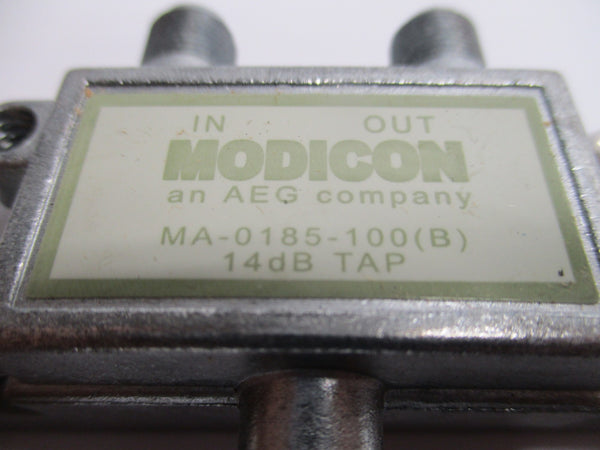 IN OUT
MODICON
an AEG company
MA-0185-100(B)
14dB TAP